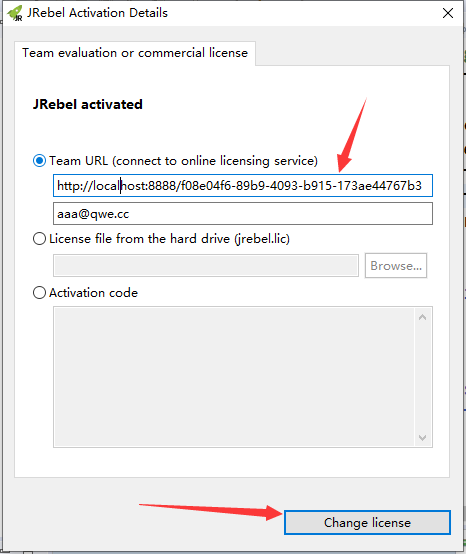 JRebel Activation Details
Team evaluation or commercial license
JRebel activated
Team URL (connect to online licensing service)
http://localhost:8888/f08e04f6-89b9-4093-b915-173ae44767b3
aaa@qwe.cc
License file from the hard drive (jrebel.lic)
Browse...
Activation code
Change license